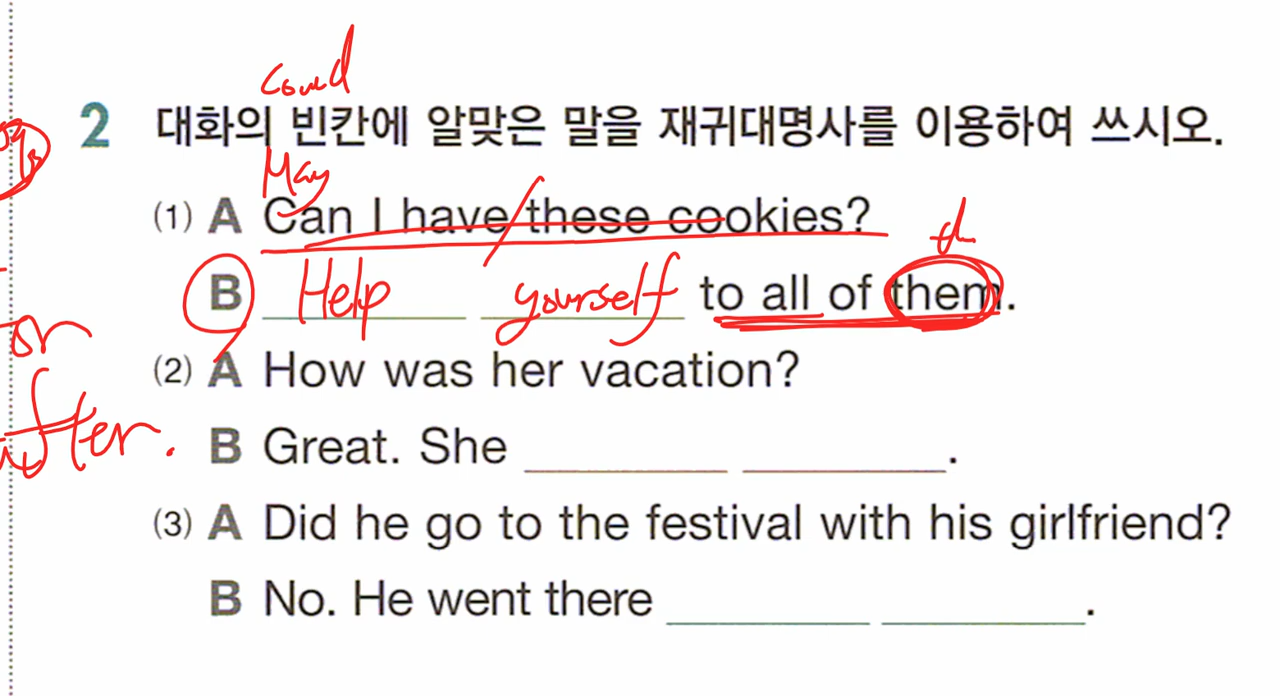 Could
2 대화의 빈칸에 알맞은 말을 재귀대명사를 이용하여 쓰시오.
May
(1) A Can I have these cookies?
B Help yourself to all of them.
or
(2) A How was her vacation?
B Great. She ________ ________.
(3) A Did he go to the festival with his girlfriend?
B No. He went there ________ ________.